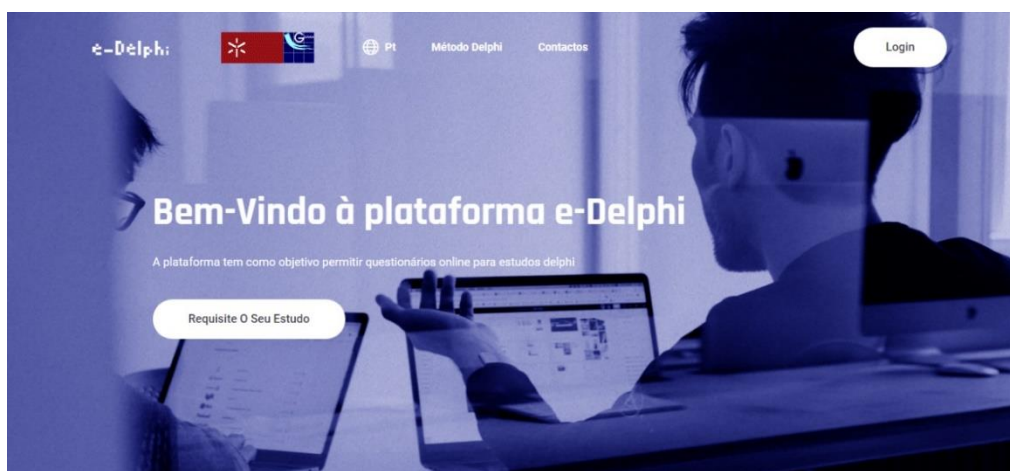 e-Delphi
Pt
Método Delphi
Contactos
Login
Bem-Vindo à plataforma e-Delphi
A plataforma tem como objetivo permitir questionários online para estudos delphi
Requisite O Seu Estudo